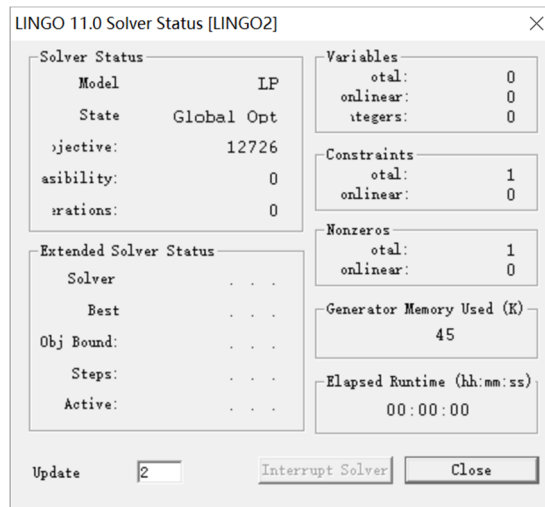 LINGO 11.0 Solver Status [LINGO2]
Solver Status
Model LP
State Global Opt
ojective: 12726
asibility: 0
erations: 0
Extended Solver Status
Solver . . .
Best . . .
Obj Bound: . . .
Steps: . . .
Active: . . .
Variables
otal: 0
onlinear: 0
itegers: 0
Constraints
otal: 1
onlinear: 0
Nonzeros
otal: 1
onlinear: 0
Generator Memory Used (K)
45
Elapsed Runtime (hh:mm:ss)
00:00:00
Update 2
Interrupt Solver
Close